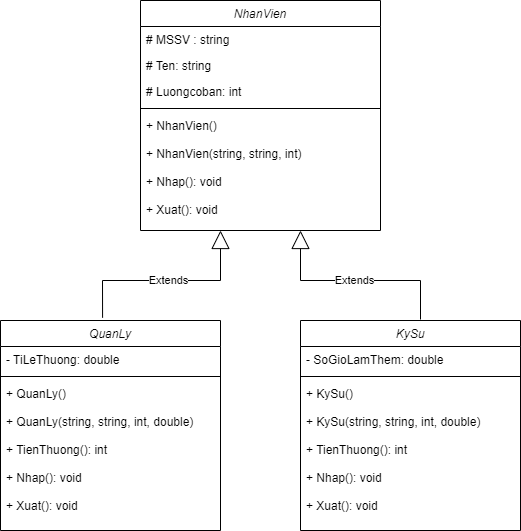 NhanVien
# MSSV : string
# Ten: string
# Luongcoban: int
+ NhanVien()
+ NhanVien(string, string, int)
+ Nhap(): void
+ Xuat(): void
Extends
Extends
QuanLy
- TiLeThuong: double
+ QuanLy()
+ QuanLy(string, string, int, double)
+ TienThuong(): int
+ Nhap(): void
+ Xuat(): void
KySu
- SoGioLamThem: double
+ KySu()
+ KySu(string, string, int, double)
+ TienThuong(): int
+ Nhap(): void
+ Xuat(): void